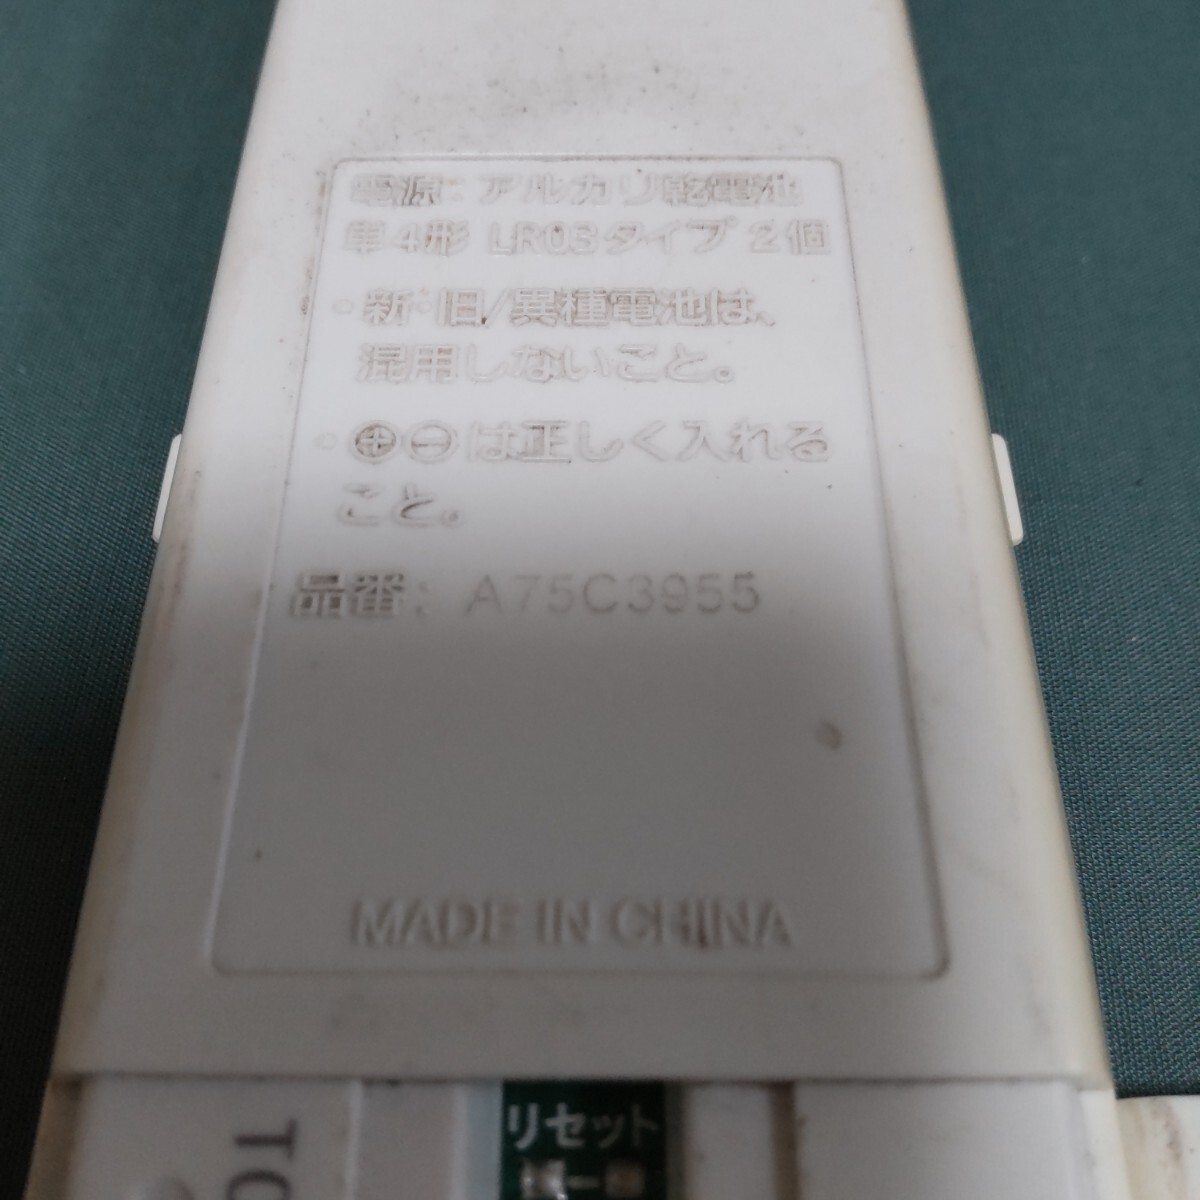 電源:アルカリ乾電池
単4形 LR03タイプ 2個
・新・旧/異種電池は、
混用しないこと。
・⊕⊖は正しく入れる
こと。
品番: A75C3955
MADE IN CHINA
リセット
TO